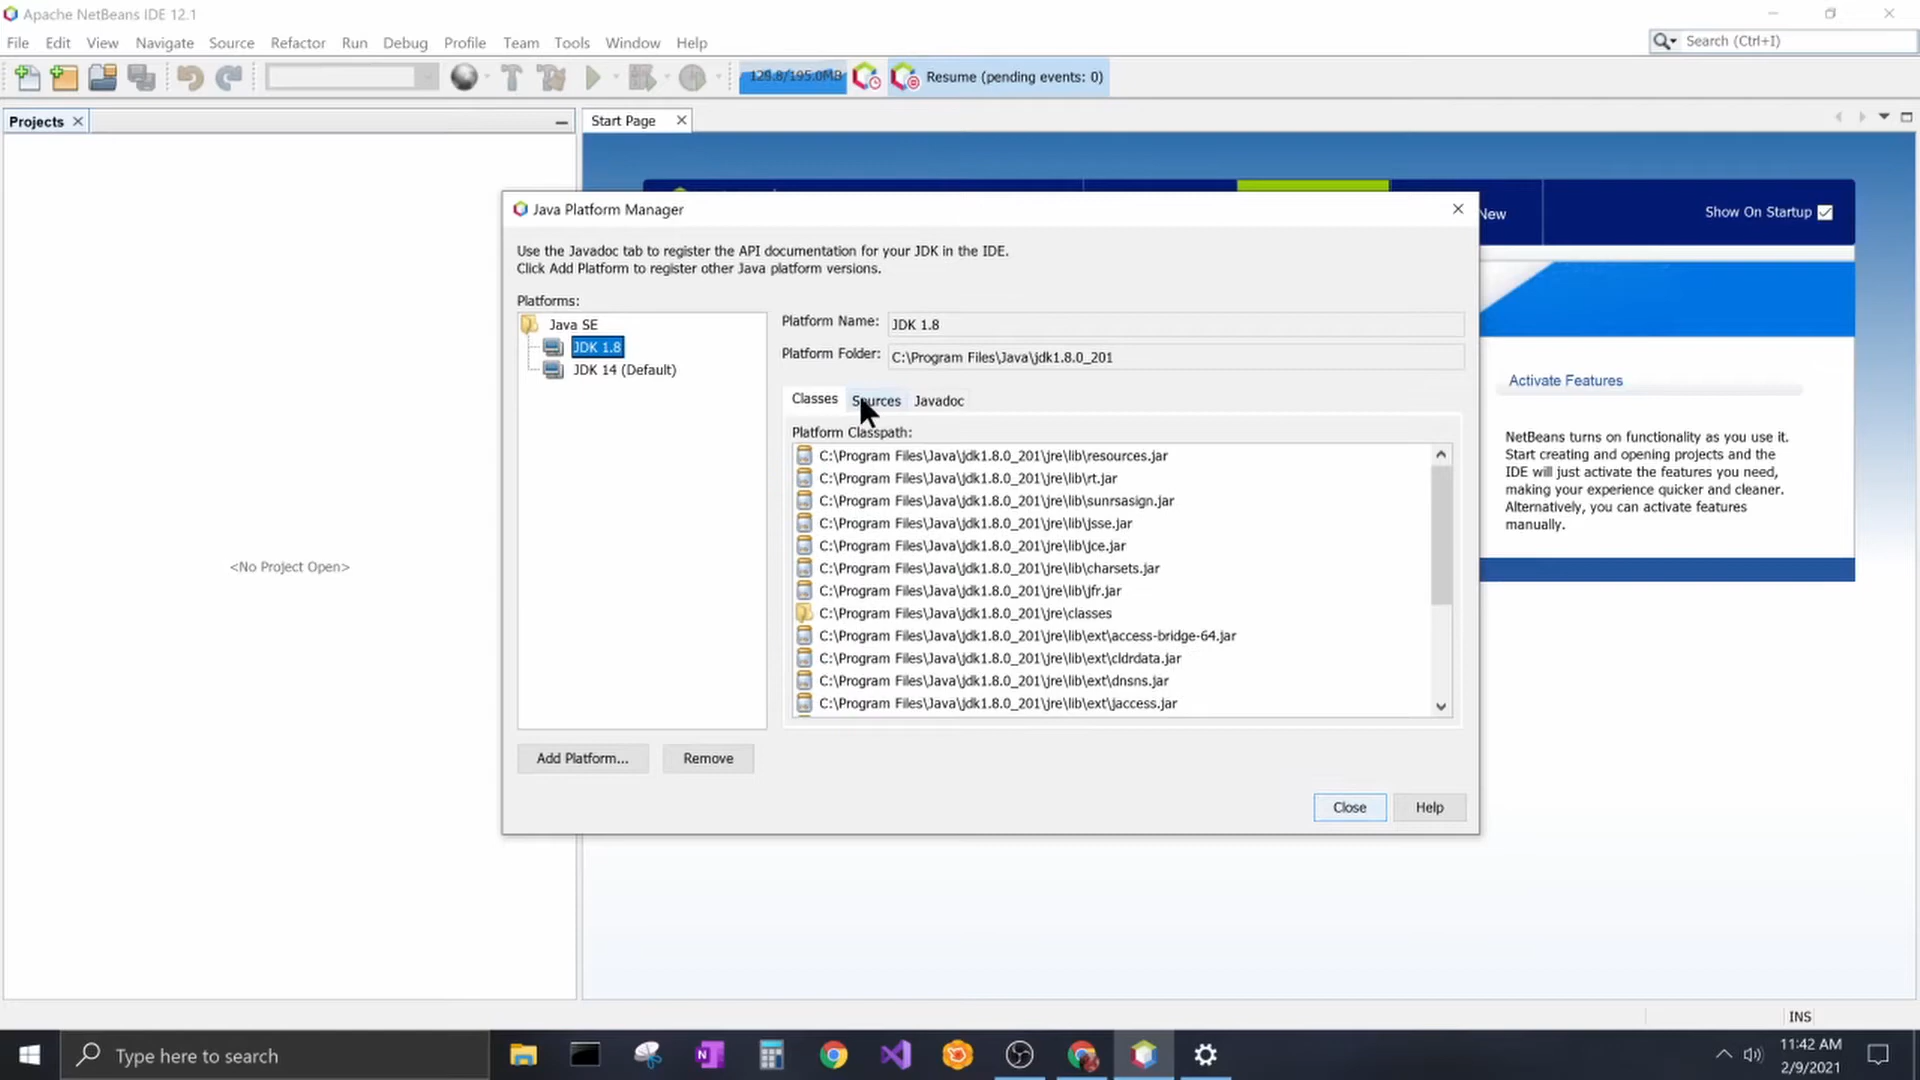 Apache NetBeans IDE 12.1
File Edit View Navigate Source Refactor Run Debug Profile Team Tools Window Help
Search (Ctrl+I)
129.8/195.0MB
Resume (pending events: 0)
Projects
Start Page
New
Show On Startup
Java Platform Manager
Use the Javadoc tab to register the API documentation for your JDK in the IDE.
Click Add Platform to register other Java platform versions.
Platforms:
Java SE
JDK 1.8
JDK 14 (Default)
Platform Name: JDK 1.8
Platform Folder: C:\Program Files\Java\jdk1.8.0_201
Classes Sources Javadoc
Platform Classpath:
C:\Program Files\Java\jdk1.8.0_201\jre\lib\resources.jar
C:\Program Files\Java\jdk1.8.0_201\jre\lib\rt.jar
C:\Program Files\Java\jdk1.8.0_201\jre\lib\sunrsasign.jar
C:\Program Files\Java\jdk1.8.0_201\jre\lib\jsse.jar
C:\Program Files\Java\jdk1.8.0_201\jre\lib\jce.jar
C:\Program Files\Java\jdk1.8.0_201\jre\lib\charsets.jar
C:\Program Files\Java\jdk1.8.0_201\jre\lib\jfr.jar
C:\Program Files\Java\jdk1.8.0_201\jre\classes
C:\Program Files\Java\jdk1.8.0_201\jre\lib\ext\access-bridge-64.jar
C:\Program Files\Java\jdk1.8.0_201\jre\lib\ext\cldrdata.jar
C:\Program Files\Java\jdk1.8.0_201\jre\lib\ext\dnsns.jar
C:\Program Files\Java\jdk1.8.0_201\jre\lib\ext\jaccess.jar
Add Platform...
Remove
Close
Help
<No Project Open>
Activate Features
NetBeans turns on functionality as you use it.
Start creating and opening projects and the
IDE will just activate the features you need,
making your experience quicker and cleaner.
Alternatively, you can activate features
manually.
INS
Type here to search
11:42 AM
2/9/2021